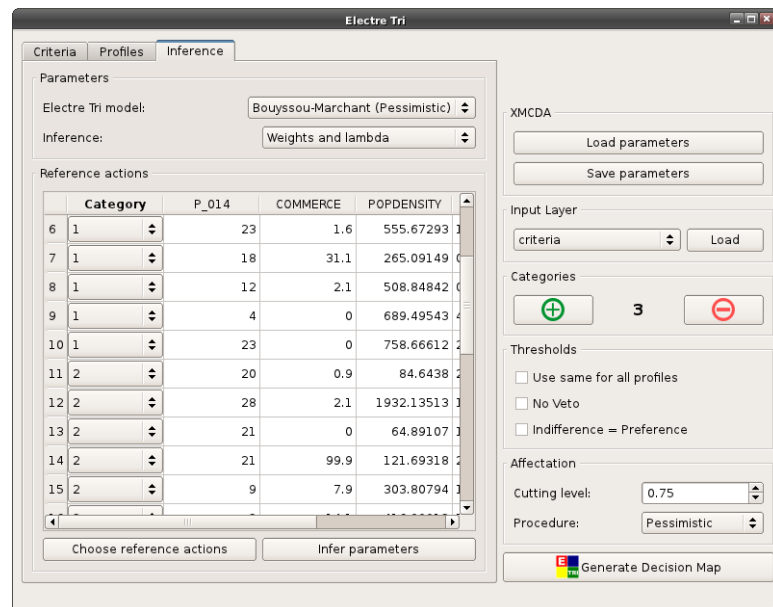 Electre Tri
Criteria Profiles Inference
Parameters
Electre Tri model: Bouyssou-Marchant (Pessimistic)
Inference: Weights and lambda
Reference actions
Category P_014 COMMERCE POPDENSITY
6 1 23 1.6 555.67293
7 1 18 31.1 265.09149
8 1 12 2.1 508.84842
9 1 4 0 689.49543
10 1 23 0 758.66612
11 2 20 0.9 84.6438
12 2 28 2.1 1932.13513
13 2 21 0 64.89107
14 2 21 99.9 121.69318
15 2 9 7.9 303.80794
Choose reference actions Infer parameters
XMCDA
Load parameters
Save parameters
Input Layer
criteria Load
Categories
3
Thresholds
Use same for all profiles
No Veto
Indifference = Preference
Affectation
Cutting level: 0.75
Procedure: Pessimistic
E TRI Generate Decision Map